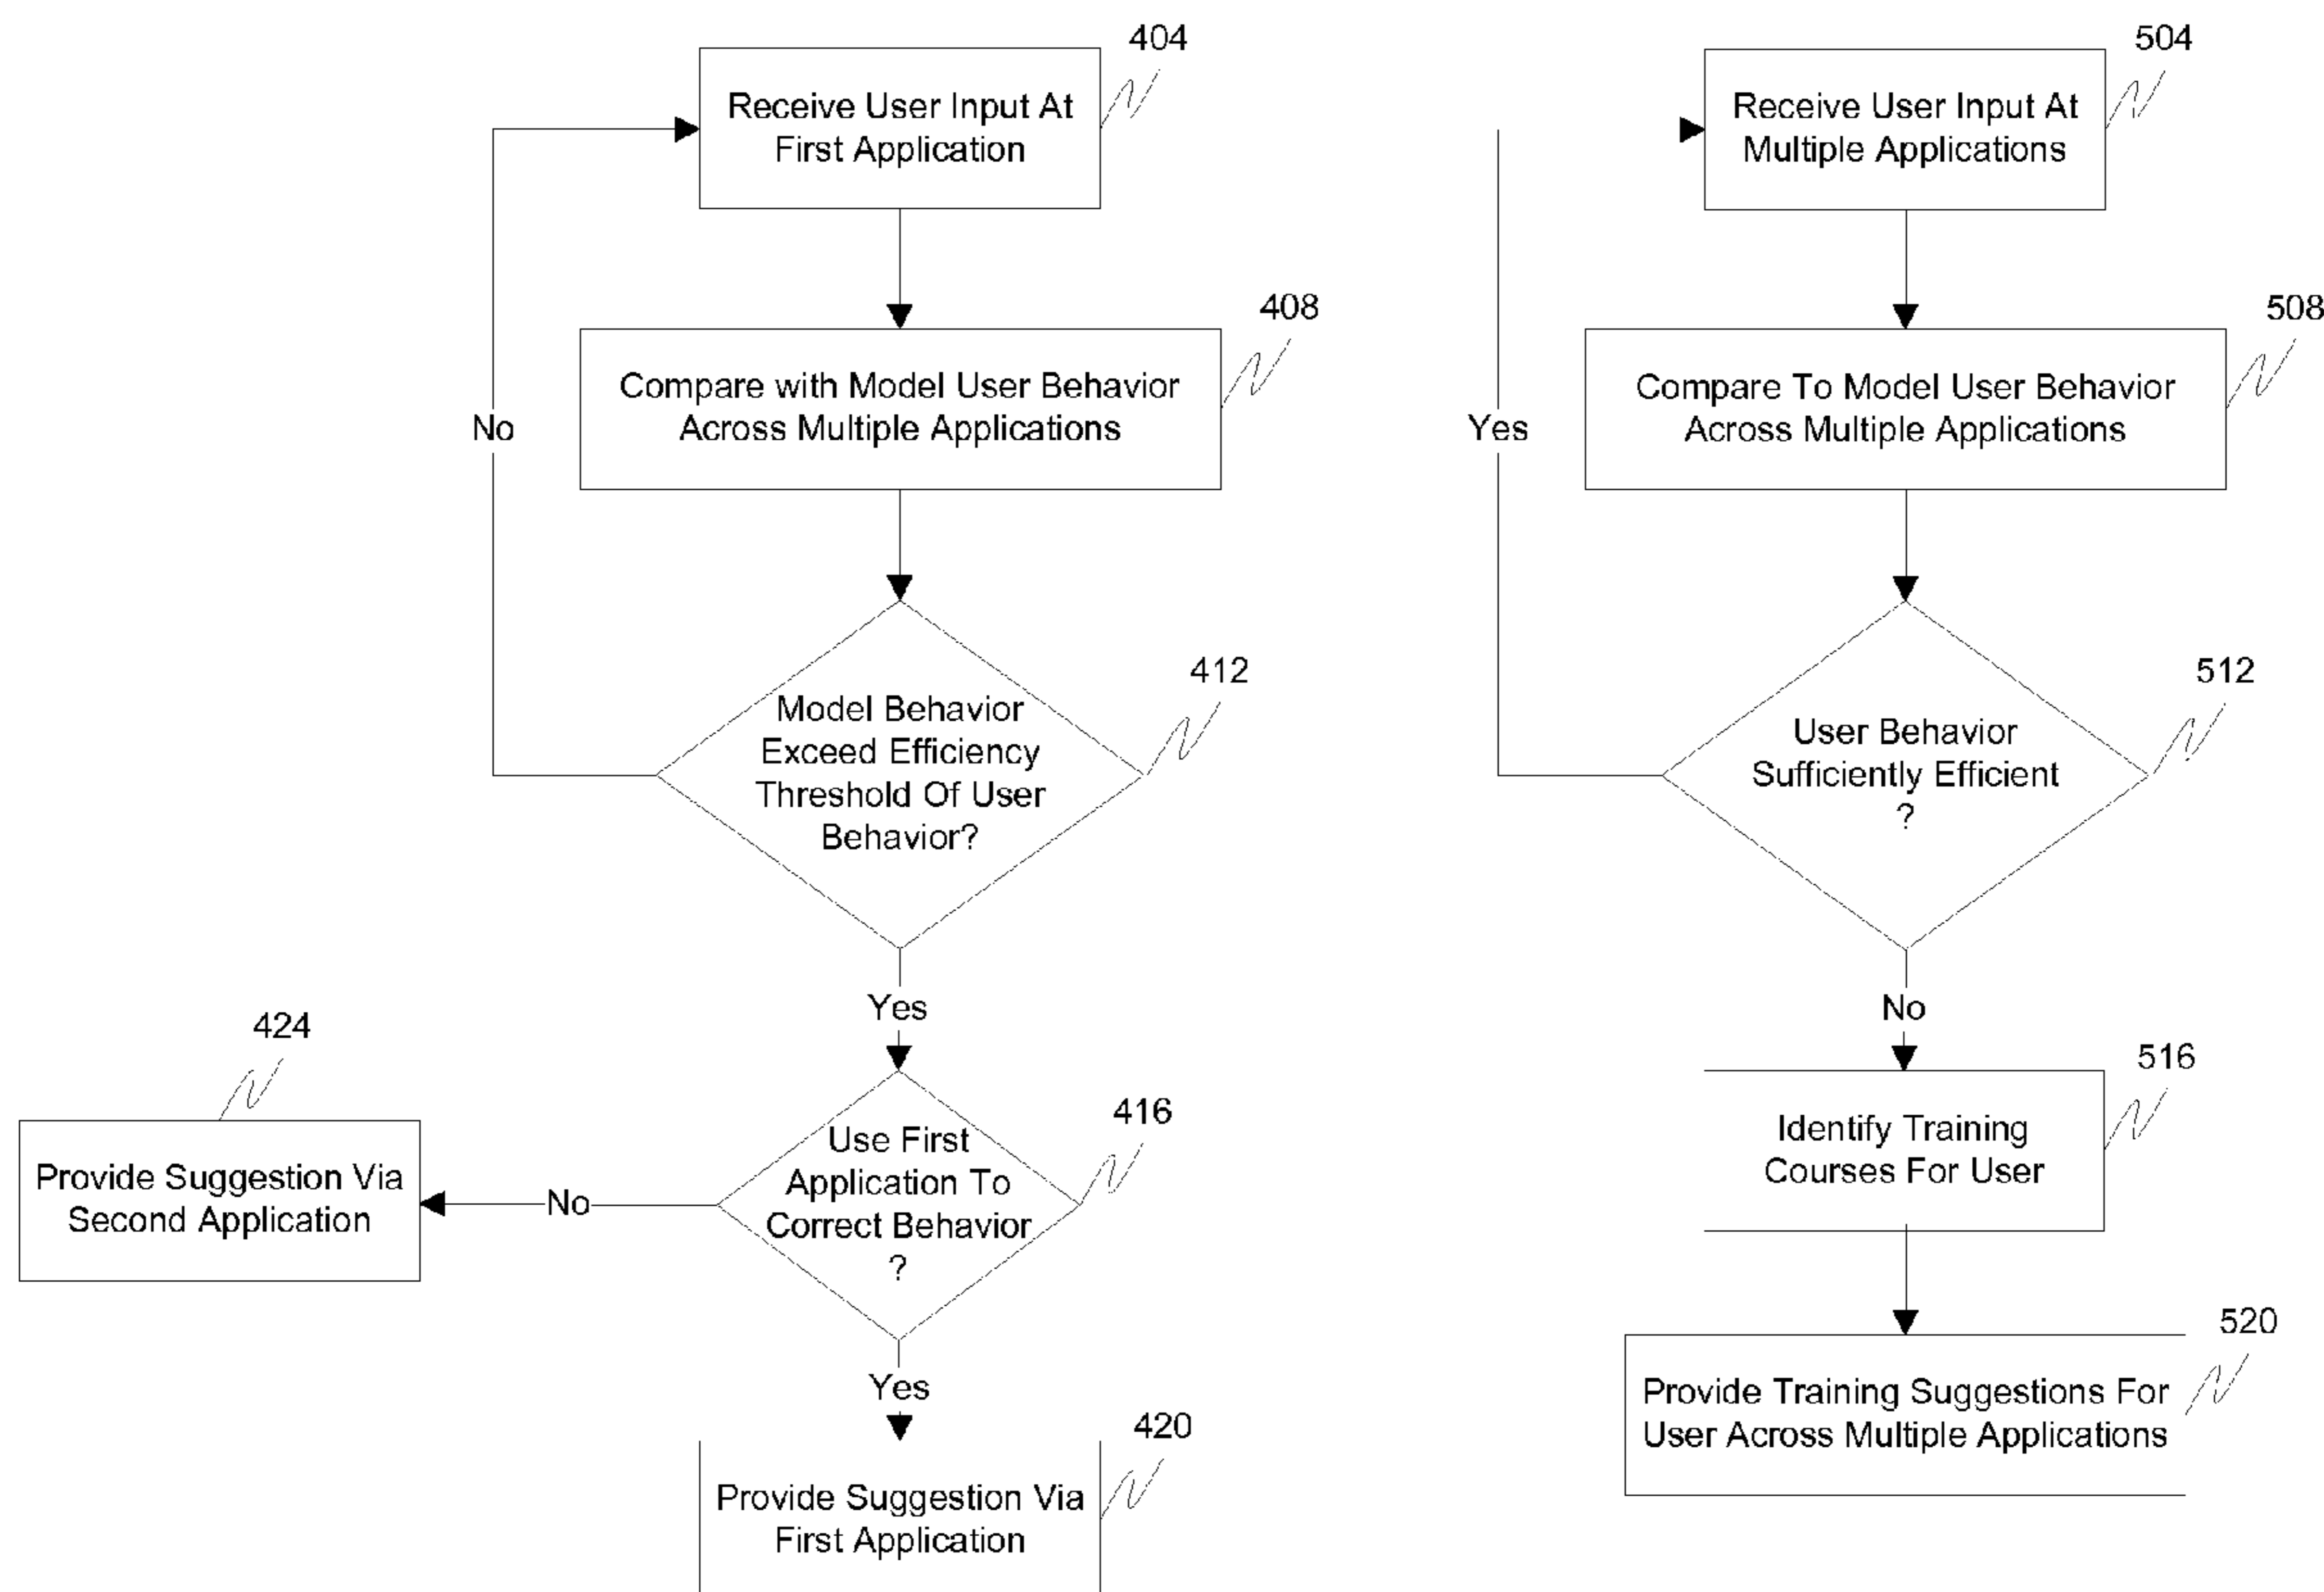 404
Receive User Input At
First Application
408
Compare with Model User Behavior
Across Multiple Applications
No
412
Model Behavior
Exceed Efficiency
Threshold Of User
Behavior?
Yes
424
416
Use First
Application To
Correct Behavior
?
Provide Suggestion Via
Second Application
No
Yes
420
Provide Suggestion Via
First Application
504
Receive User Input At
Multiple Applications
508
Compare To Model User Behavior
Across Multiple Applications
Yes
512
User Behavior
Sufficiently Efficient
?
No
516
Identify Training
Courses For User
520
Provide Training Suggestions For
User Across Multiple Applications